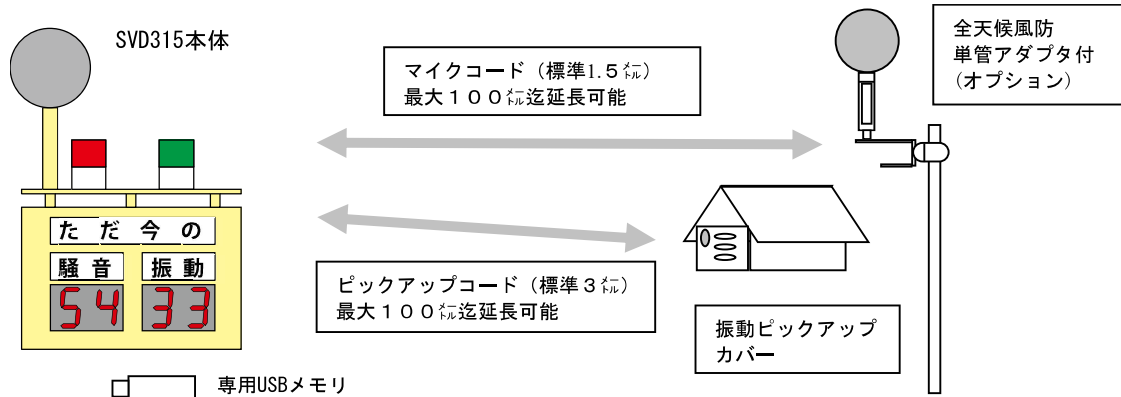 SVD315本体
マイクコード（標準1.5㍍）
最大１００㍍迄延長可能
全天候風防
単管アダプタ付
(オプション)
ただ今の
騒音 振動
54 33
ピックアップコード（標準３㍍）
最大１００㍍迄延長可能
振動ピックアップ
カバー
専用USBメモリ